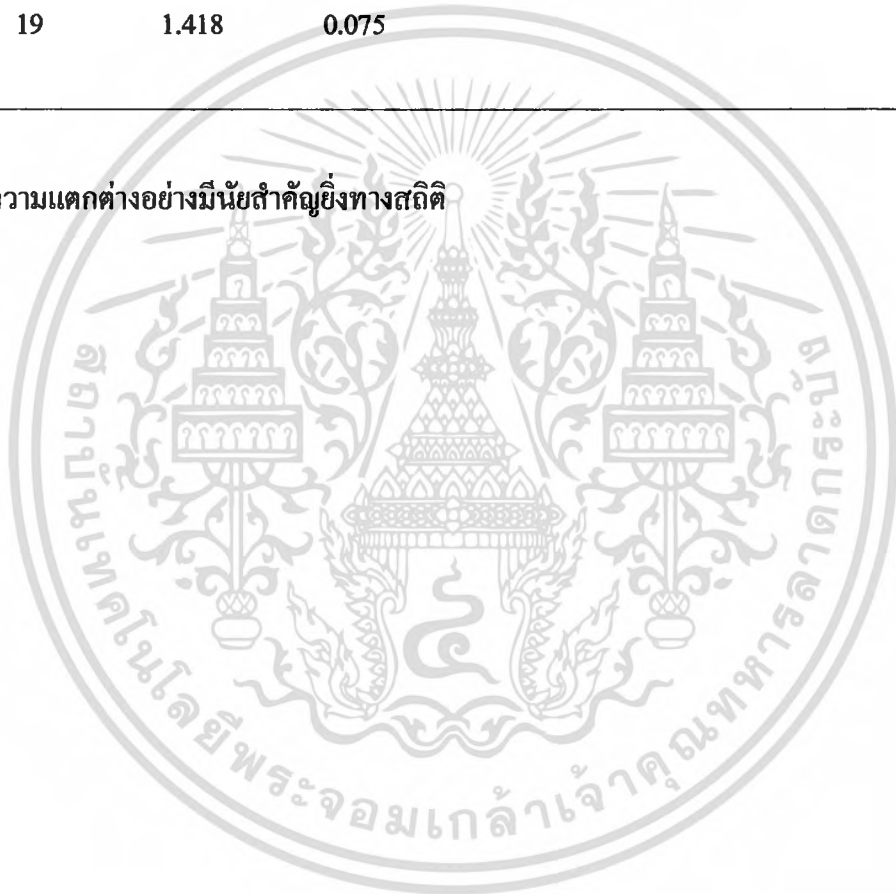 19 1.418 0.075
วามแตกต่างอย่างมีนัยสำคัญยิ่งทางสถิติ
สถาบันเทคโนโลยีพระจอมเกล้าเจ้าคุณทหารลาดกระบัง
๔